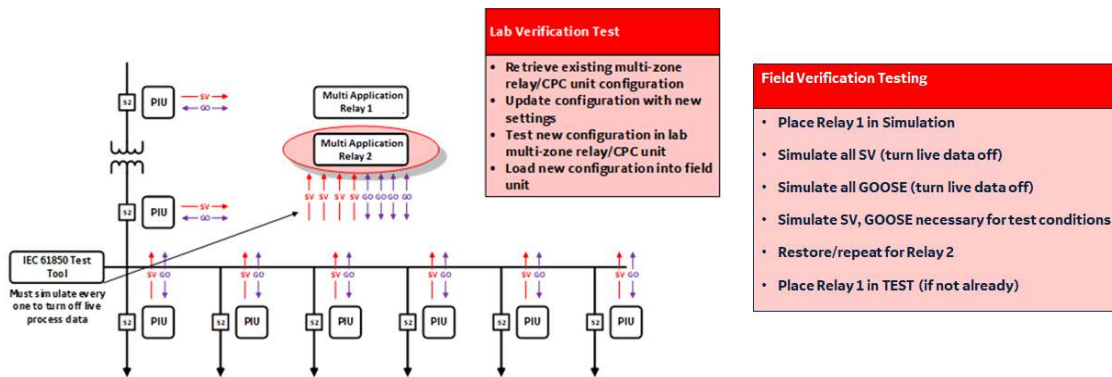 Lab Verification Test
• Retrieve existing multi-zone
relay/CPC unit configuration
• Update configuration with new
settings
• Test new configuration in lab
multi-zone relay/CPC unit
• Load new configuration into field
unit
Field Verification Testing
• Place Relay 1 in Simulation
• Simulate all SV (turn live data off)
• Simulate all GOOSE (turn live data off)
• Simulate SV, GOOSE necessary for test conditions
• Restore/repeat for Relay 2
• Place Relay 1 in TEST (if not already)
52 PIU SV GO
Multi Application
Relay 1
Multi Application
Relay 2
SV SV SV SV GO GO GO GO
52 PIU SV GO
IEC 61850 Test
Tool
Must simulate every
one to turn off live
process data
SV GO SV GO SV GO SV GO SV GO SV GO
52 PIU 52 PIU 52 PIU 52 PIU 52 PIU 52 PIU